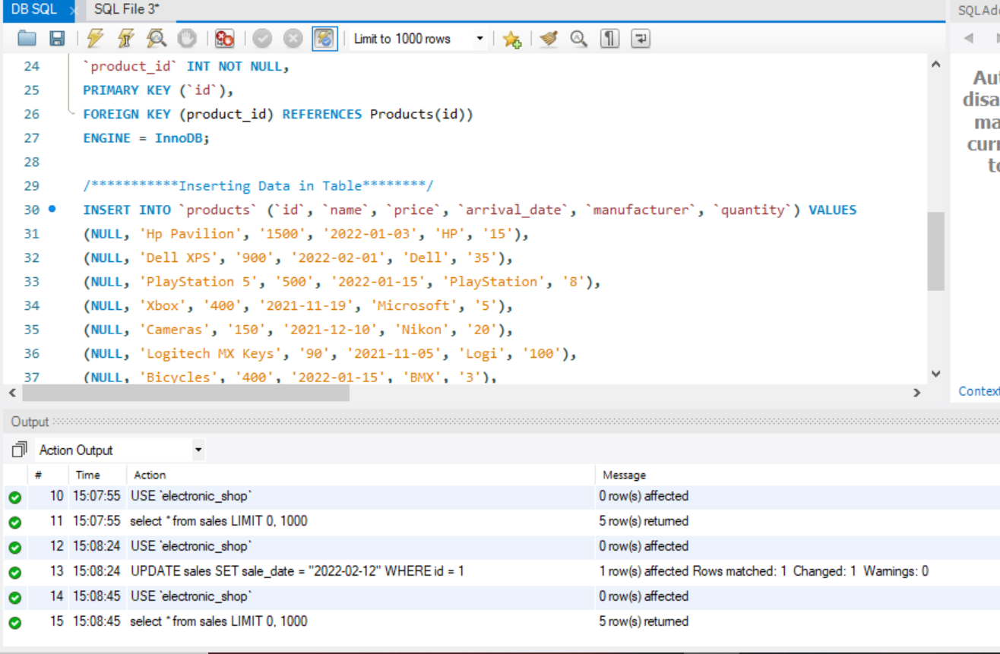 DB SQL × SQL File 3*
SQLAd
Limit to 1000 rows
24 `product_id` INT NOT NULL,
25 PRIMARY KEY (`id`),
26 FOREIGN KEY (product_id) REFERENCES Products(id))
27 ENGINE = InnoDB;
28
29 /***********Inserting Data in Table********/
30 INSERT INTO `products` (`id`, `name`, `price`, `arrival_date`, `manufacturer`, `quantity`) VALUES
31 (NULL, 'Hp Pavilion', '1500', '2022-01-03', 'HP', '15'),
32 (NULL, 'Dell XPS', '900', '2022-02-01', 'Dell', '35'),
33 (NULL, 'PlayStation 5', '500', '2022-01-15', 'PlayStation', '8'),
34 (NULL, 'Xbox', '400', '2021-11-19', 'Microsoft', '5'),
35 (NULL, 'Cameras', '150', '2021-12-10', 'Nikon', '20'),
36 (NULL, 'Logitech MX Keys', '90', '2021-11-05', 'Logi', '100'),
37 (NULL, 'Bicycles', '400', '2022-01-15', 'BMX', '3'),
Aut
disa
ma
curr
to
Context
Output
Action Output
# Time Action Message
10 15:07:55 USE `electronic_shop` 0 row(s) affected
11 15:07:55 select * from sales LIMIT 0, 1000 5 row(s) returned
12 15:08:24 USE `electronic_shop` 0 row(s) affected
13 15:08:24 UPDATE sales SET sale_date = "2022-02-12" WHERE id = 1 1 row(s) affected Rows matched: 1 Changed: 1 Warnings: 0
14 15:08:45 USE `electronic_shop` 0 row(s) affected
15 15:08:45 select * from sales LIMIT 0, 1000 5 row(s) returned